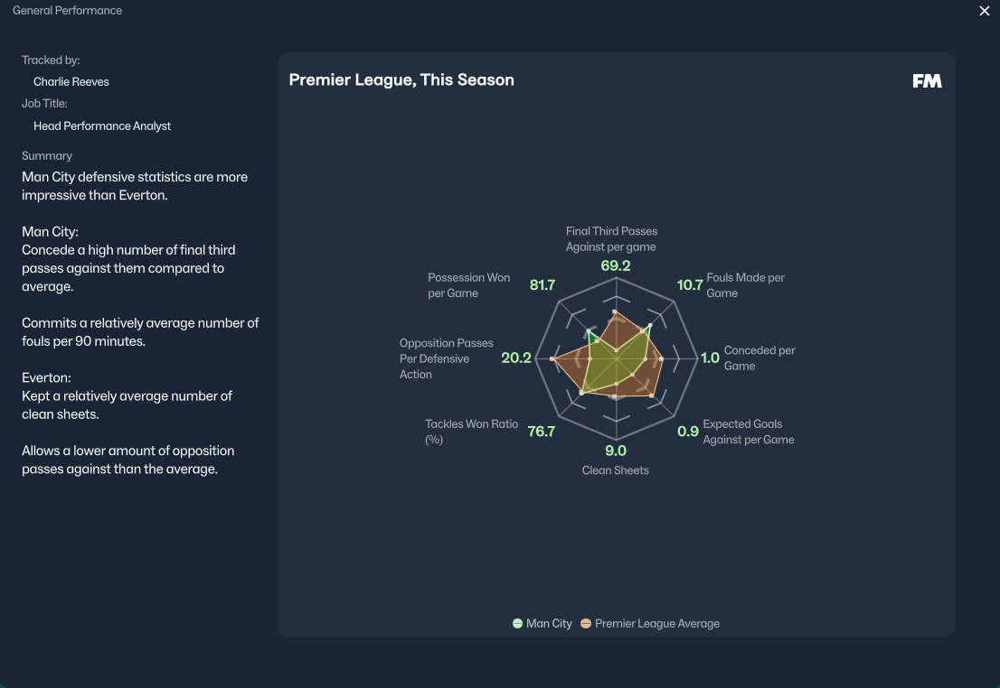 General Performance
Tracked by:
Charlie Reeves
Job Title:
Head Performance Analyst
Summary
Man City defensive statistics are more
impressive than Everton.
Man City:
Concede a high number of final third
passes against them compared to
average.
Commits a relatively average number of
fouls per 90 minutes.
Everton:
Kept a relatively average number of
clean sheets.
Allows a lower amount of opposition
passes against than the average.
Premier League, This Season
FM
Final Third Passes
Against per game
69.2
Fouls Made per
Game
10.7
Conceded per
Game
1.0
Expected Goals
Against per Game
0.9
9.0
Clean Sheets
Tackles Won Ratio
(%)
76.7
Opposition Passes
Per Defensive
Action
20.2
Possession Won
per Game
81.7
Man City
Premier League Average